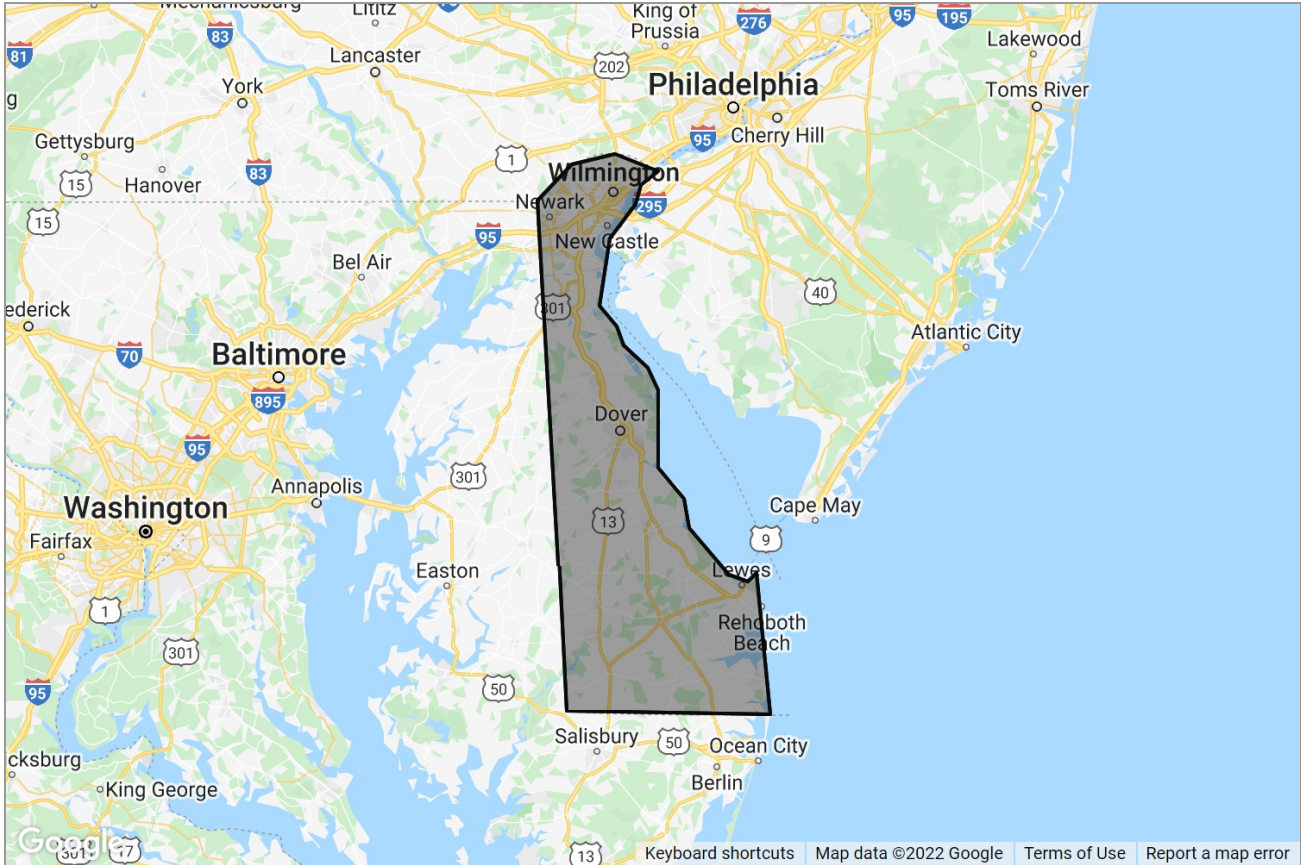 Mechanicsburg
Lititz
King of
Prussia
276
95
195
Lakewood
81
83
202
Lancaster
York
Philadelphia
Toms River
g
Cherry Hill
95
Gettysburg
1
83
15
Hanover
Wilmington
Newark
295
15
95
New Castle
Bel Air
301
40
ederick
Atlantic City
70
Baltimore
895
Dover
95
301
Annapolis
Washington
Cape May
13
9
Fairfax
Easton
Lewes
1
Rehoboth
Beach
301
95
50
Salisbury
50
Ocean City
cksburg
Berlin
King George
Google
301
17
13
Keyboard shortcuts
Map data ©2022 Google
Terms of Use
Report a map error